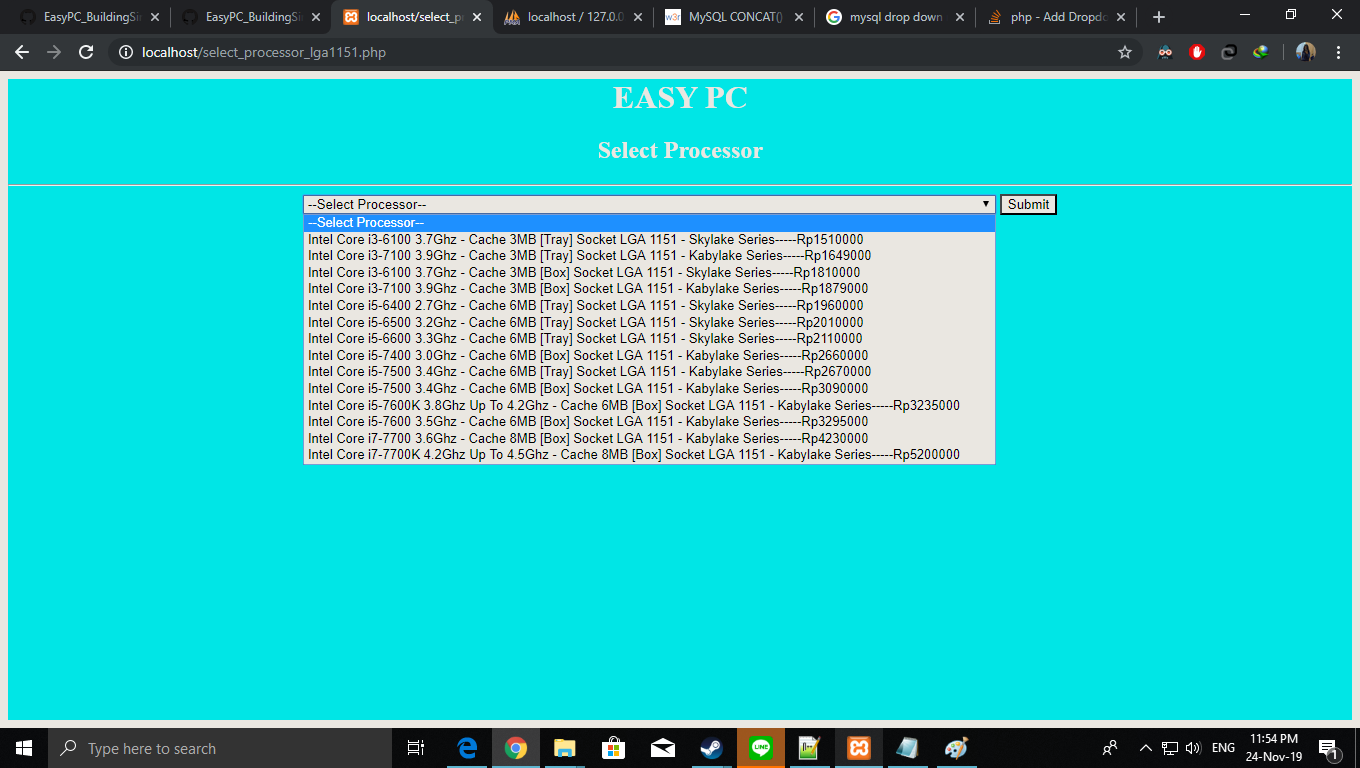 EasyPC_BuildingSi
EasyPC_BuildingSi
localhost/select_p
localhost / 127.0.0
MySQL CONCAT()
mysql drop down
php - Add Dropdo
localhost/select_processor_lga1151.php
EASY PC
Select Processor
--Select Processor--
Submit
--Select Processor--
Intel Core i3-6100 3.7Ghz - Cache 3MB [Tray] Socket LGA 1151 - Skylake Series-----Rp1510000
Intel Core i3-7100 3.9Ghz - Cache 3MB [Tray] Socket LGA 1151 - Kabylake Series-----Rp1649000
Intel Core i3-6100 3.7Ghz - Cache 3MB [Box] Socket LGA 1151 - Skylake Series-----Rp1810000
Intel Core i3-7100 3.9Ghz - Cache 3MB [Box] Socket LGA 1151 - Kabylake Series-----Rp1879000
Intel Core i5-6400 2.7Ghz - Cache 6MB [Tray] Socket LGA 1151 - Skylake Series-----Rp1960000
Intel Core i5-6500 3.2Ghz - Cache 6MB [Tray] Socket LGA 1151 - Skylake Series-----Rp2010000
Intel Core i5-6600 3.3Ghz - Cache 6MB [Tray] Socket LGA 1151 - Skylake Series-----Rp2110000
Intel Core i5-7400 3.0Ghz - Cache 6MB [Box] Socket LGA 1151 - Kabylake Series-----Rp2660000
Intel Core i5-7500 3.4Ghz - Cache 6MB [Tray] Socket LGA 1151 - Kabylake Series-----Rp2670000
Intel Core i5-7500 3.4Ghz - Cache 6MB [Box] Socket LGA 1151 - Kabylake Series-----Rp3090000
Intel Core i5-7600K 3.8Ghz Up To 4.2Ghz - Cache 6MB [Box] Socket LGA 1151 - Kabylake Series-----Rp3235000
Intel Core i5-7600 3.5Ghz - Cache 6MB [Box] Socket LGA 1151 - Kabylake Series-----Rp3295000
Intel Core i7-7700 3.6Ghz - Cache 8MB [Box] Socket LGA 1151 - Kabylake Series-----Rp4230000
Intel Core i7-7700K 4.2Ghz Up To 4.5Ghz - Cache 8MB [Box] Socket LGA 1151 - Kabylake Series-----Rp5200000
Type here to search
LINE
ENG
11:54 PM
24-Nov-19
1